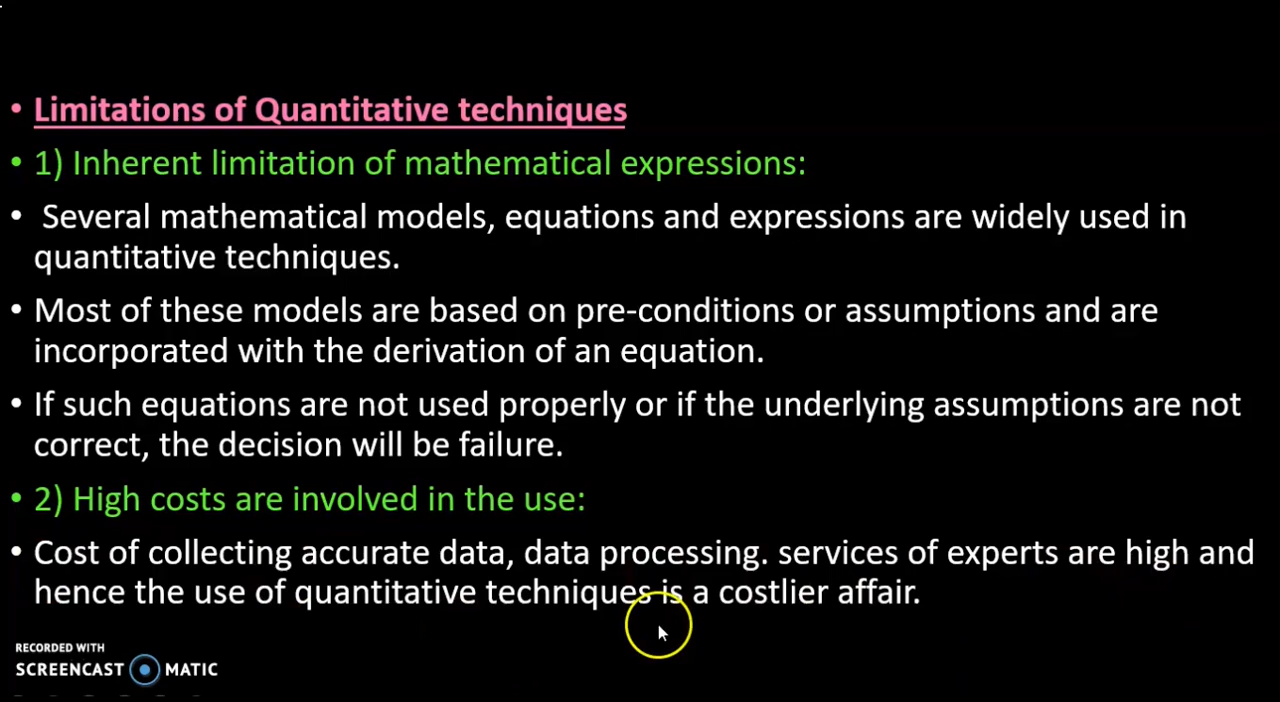 • Limitations of Quantitative techniques
• 1) Inherent limitation of mathematical expressions:
• Several mathematical models, equations and expressions are widely used in
quantitative techniques.
• Most of these models are based on pre-conditions or assumptions and are
incorporated with the derivation of an equation.
• If such equations are not used properly or if the underlying assumptions are not
correct, the decision will be failure.
• 2) High costs are involved in the use:
• Cost of collecting accurate data, data processing. services of experts are high and
hence the use of quantitative techniques is a costlier affair.
RECORDED WITH
SCREENCAST MATIC